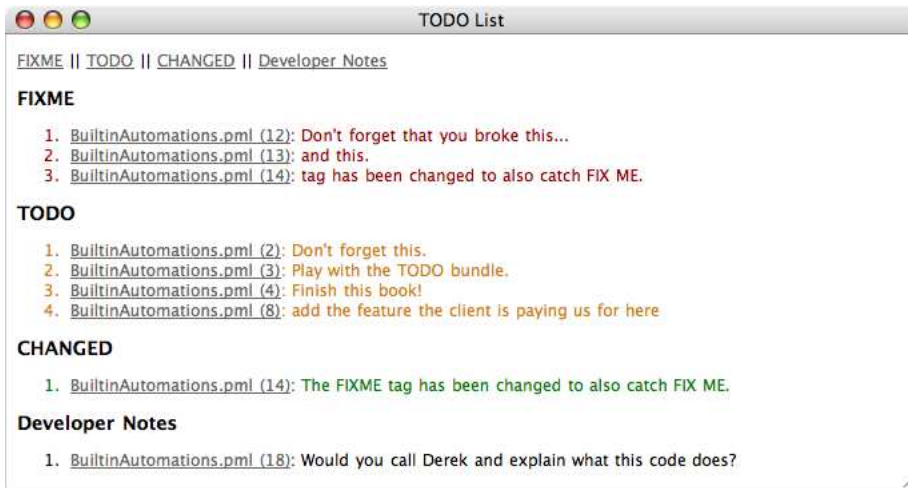 TODO List
FIXME || TODO || CHANGED || Developer Notes
FIXME
1. BuiltinAutomations.pml (12): Don't forget that you broke this...
2. BuiltinAutomations.pml (13): and this.
3. BuiltinAutomations.pml (14): tag has been changed to also catch FIX ME.
TODO
1. BuiltinAutomations.pml (2): Don't forget this.
2. BuiltinAutomations.pml (3): Play with the TODO bundle.
3. BuiltinAutomations.pml (4): Finish this book!
4. BuiltinAutomations.pml (8): add the feature the client is paying us for here
CHANGED
1. BuiltinAutomations.pml (14): The FIXME tag has been changed to also catch FIX ME.
Developer Notes
1. BuiltinAutomations.pml (18): Would you call Derek and explain what this code does?